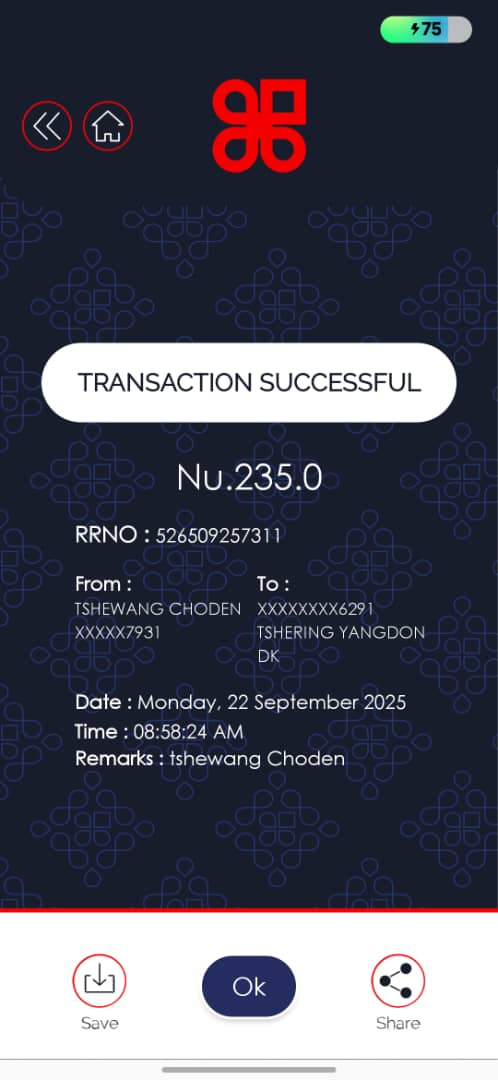 75
TRANSACTION SUCCESSFUL
Nu.235.0
RRNO : 526509257311
From :
TSHEWANG CHODEN
XXXXX7931
To :
XXXXXXXX6291
TSHERING YANGDON
DK
Date : Monday, 22 September 2025
Time : 08:58:24 AM
Remarks : tshewang Choden
Save
Ok
Share